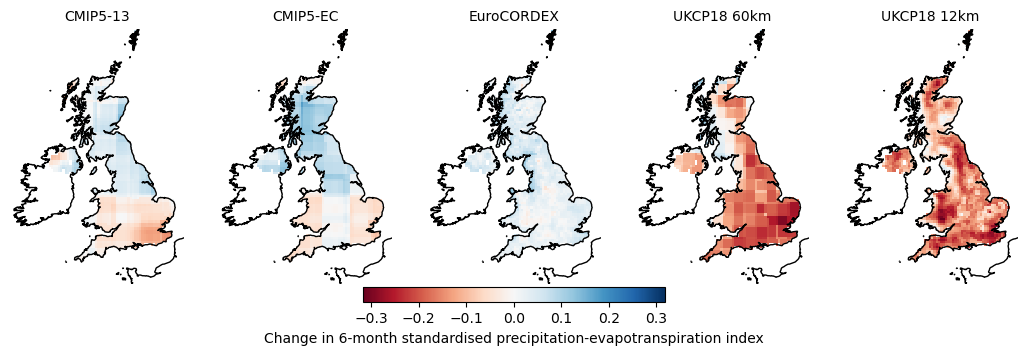 CMIP5-13 CMIP5-EC EuroCORDEX UKCP18 60km UKCP18 12km
−0.3 −0.2 −0.1 0.0 0.1 0.2 0.3
Change in 6-month standardised precipitation-evapotranspiration index